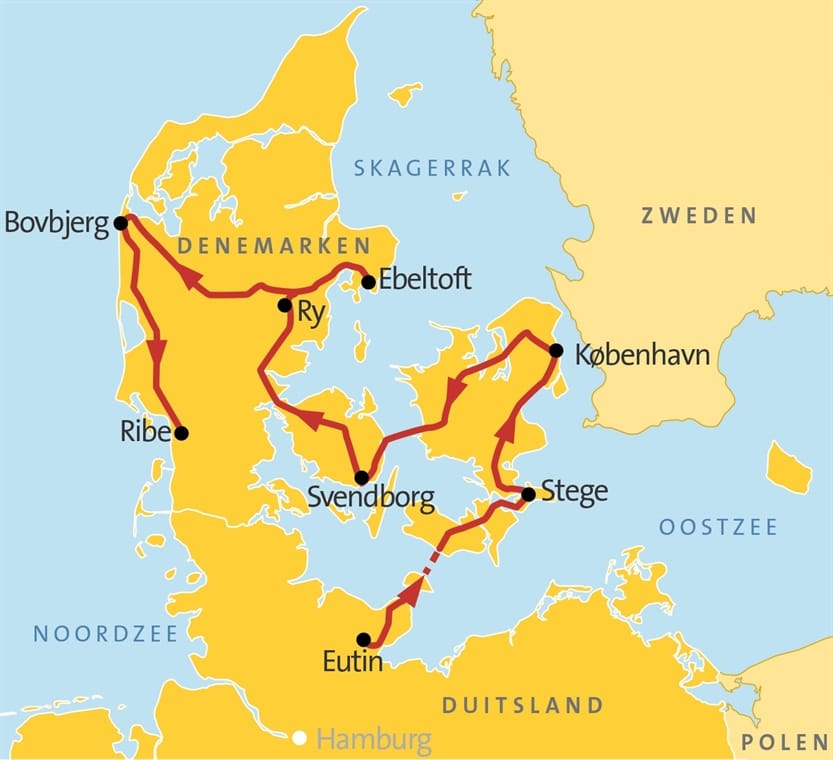 SKAGERRAK
ZWEDEN
Bovbjerg
DENEMARKEN
Ebeltoft
Ry
København
Ribe
Svendborg
Stege
OOSTZEE
NOORDZEE
Eutin
DUITSLAND
Hamburg
POLEN